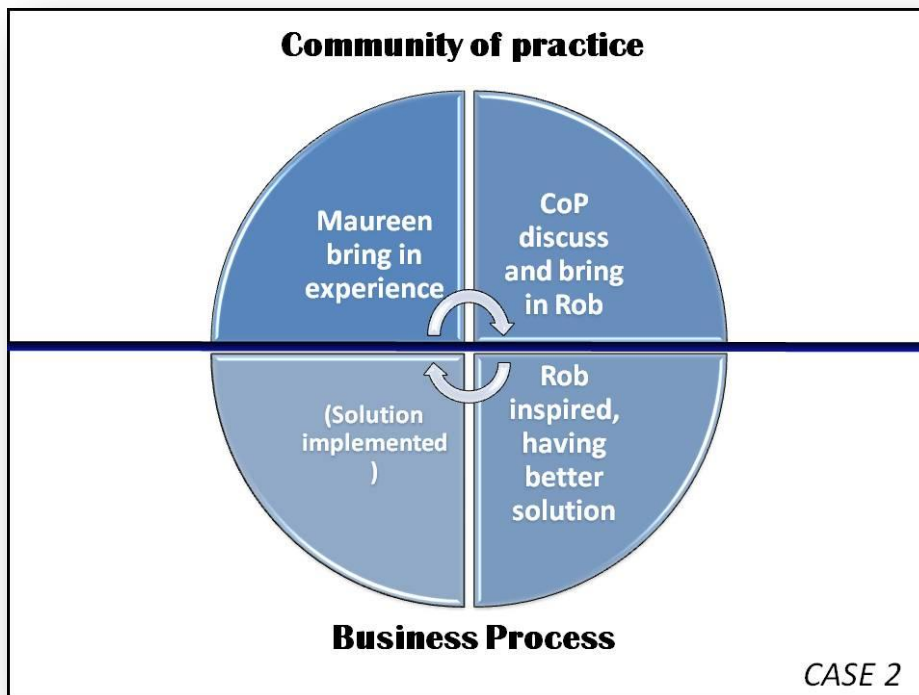 Community of practice
Maureen
bring in
experience
CoP
discuss
and bring
in Rob
(Solution
implemented
)
Rob
inspired,
having
better
solution
Business Process
CASE 2